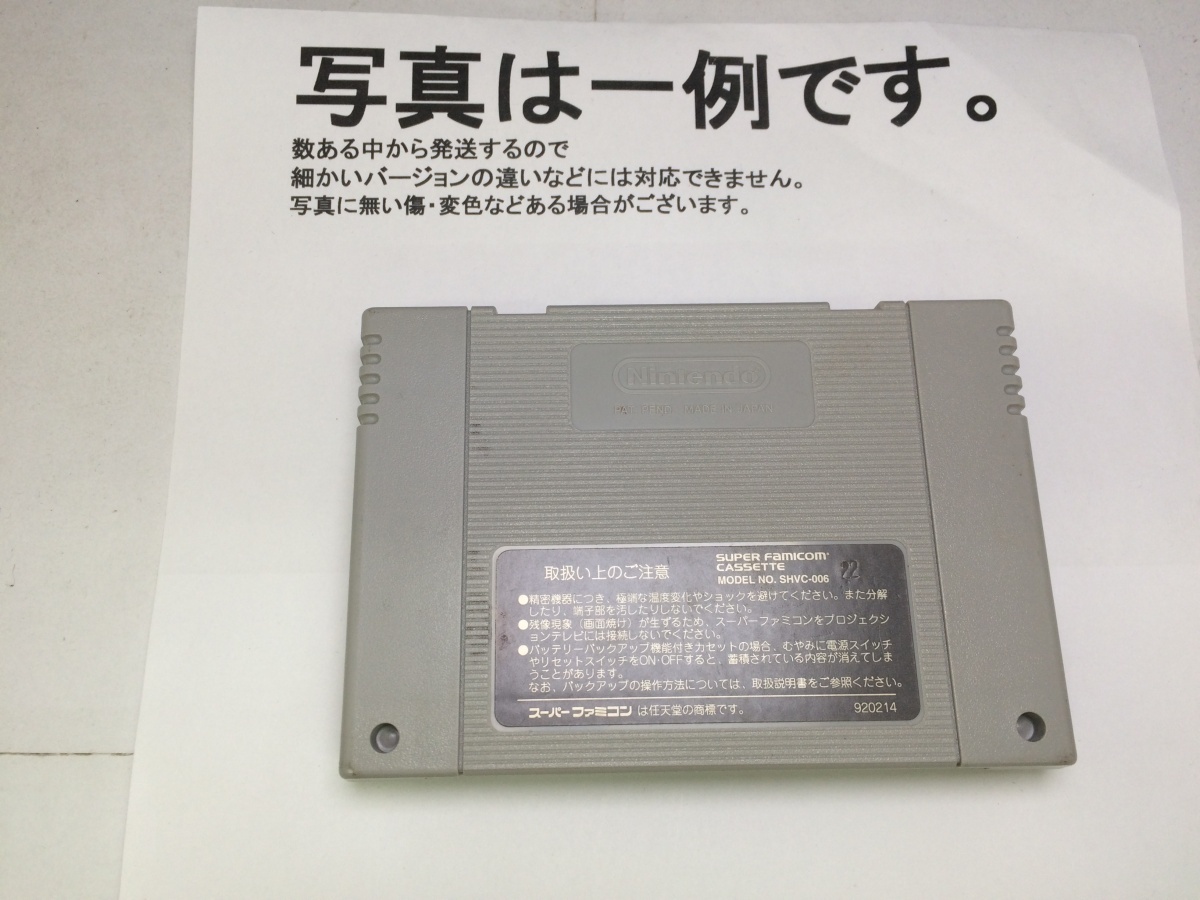 写真は一例です。
数ある中から発送するので
細かいバージョンの違いなどには対応できません。
写真に無い傷・変色などある場合がございます。
Nintendo
PAT. PEND. MADE IN JAPAN
取扱い上のご注意
SUPER FAMICOM
CASSETTE
MODEL NO. SHVC-006
22
●精密機器につき、極端な温度変化やショックを避けてください。また分解
したり、端子部を汚したりしないでください。
●残像現象（画面焼け）が生ずるため、スーパーファミコンをプロジェクシ
ョンテレビには接続しないでください。
●バッテリーバックアップ機能付きカセットの場合、むやみに電源スイッチ
やリセットスイッチをON・OFFすると、蓄積されている内容が消えてしま
うことがあります。
なお、バックアップの操作方法については、取扱説明書をご参照ください。
スーパーファミコン は任天堂の商標です。
920214